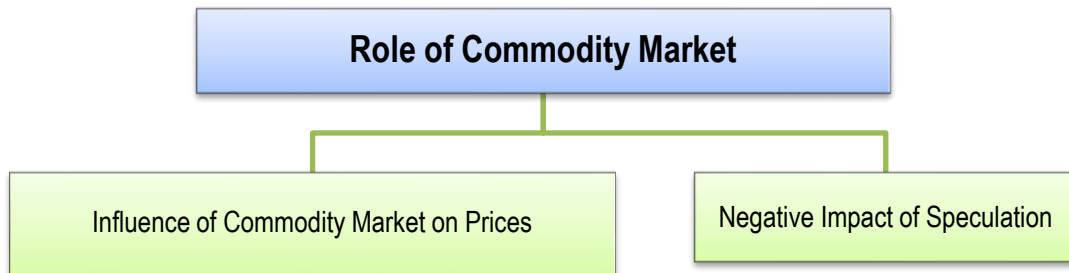 Role of Commodity Market
Influence of Commodity Market on Prices
Negative Impact of Speculation